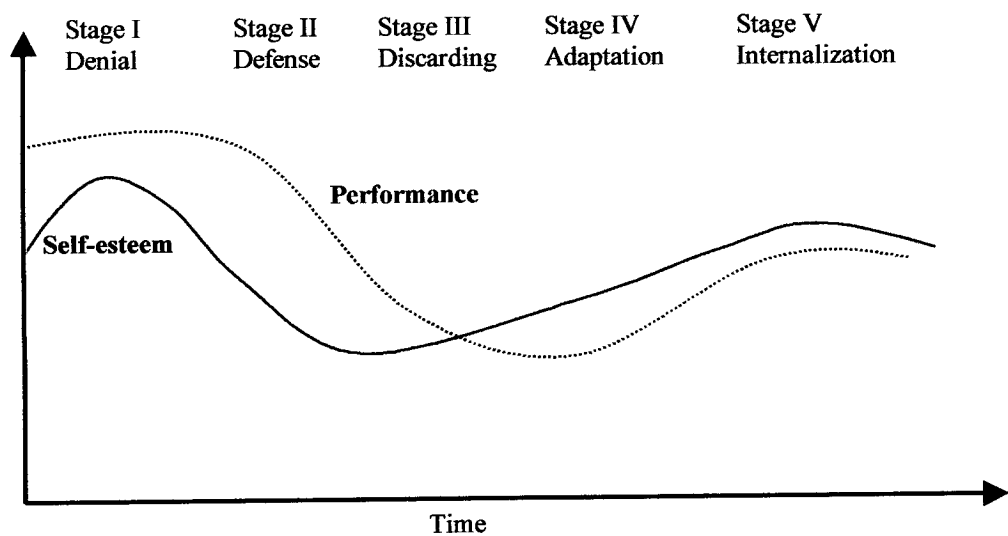 Stage I
Denial
Stage II
Defense
Stage III
Discarding
Stage IV
Adaptation
Stage V
Internalization
Performance
Self-esteem
Time